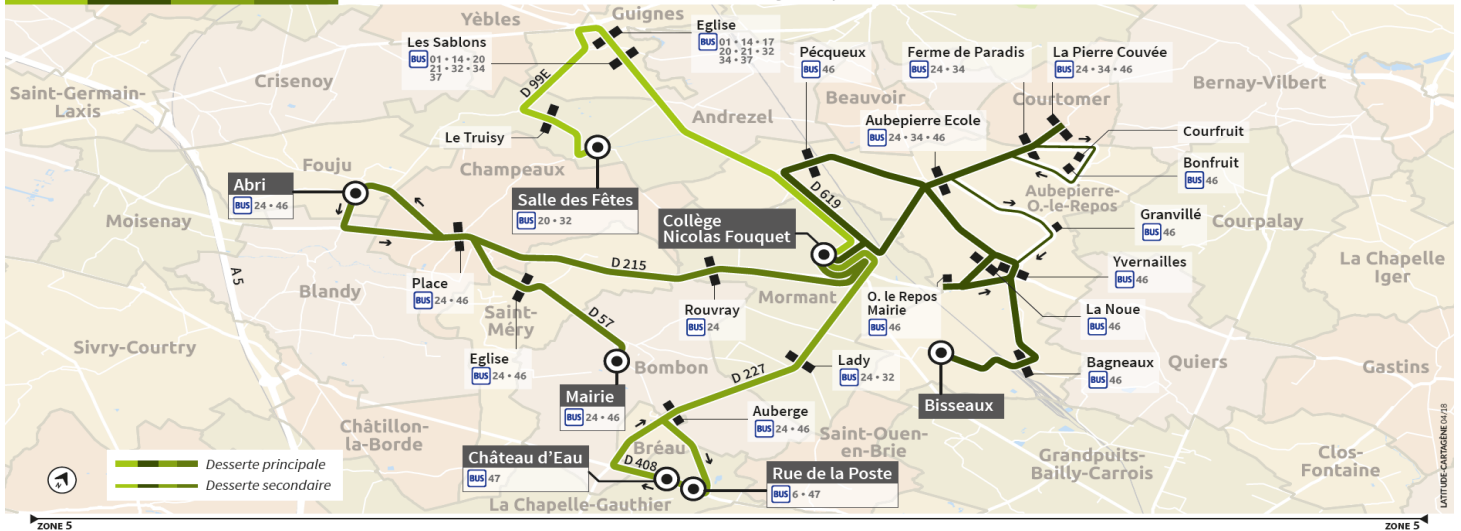 Yèbles
Guignes
Les Sablons
BUS 01 • 14 • 20
21 • 32 • 34
37
Eglise
BUS 01 • 14 • 17
20 • 21 • 32
34 • 37
Pécqueux
BUS 46
Ferme de Paradis
BUS 24 • 34
La Pierre Couvée
BUS 24 • 34 • 46
Saint-Germain-
Laxis
Crisenoy
D 99E
Andrezel
Beauvoir
Courtomer
Bernay-Vilbert
Aubepierre Ecole
BUS 24 • 34 • 46
Courfruit
Le Truisy
Fouju
Champeaux
Bonfruit
BUS 46
Abri
BUS 24 • 46
Salle des Fêtes
BUS 20 • 32
D 619
Aubepierre-
O.-le-Repos
Moisenay
Collège
Nicolas Fouquet
Granvillé
BUS 46
Courpalay
A 5
D 215
Place
BUS 24 • 46
Blandy
Mormant
Yvernailles
BUS 46
La Chapelle
Iger
Saint-
Méry
Rouvray
BUS 24
O. le Repos
Mairie
BUS 46
La Noue
BUS 46
D 57
Sivry-Courtry
Eglise
BUS 24 • 46
Bombon
D 227
Lady
BUS 24 • 32
Bagneaux
BUS 46
Quiers
Gastins
Mairie
BUS 24 • 46
Auberge
BUS 24 • 46
Bisseaux
Châtillon-
la-Borde
Bréau
Saint-Ouen-
en-Brie
Château d'Eau
BUS 47
D 408
Rue de la Poste
BUS 6 • 47
Grandpuits-
Bailly-Carrois
Clos-
Fontaine
N
Desserte principale
Desserte secondaire
La Chapelle-Gauthier
LATITUDE-CARTAGÈNE 04/18
ZONE 5
ZONE 5